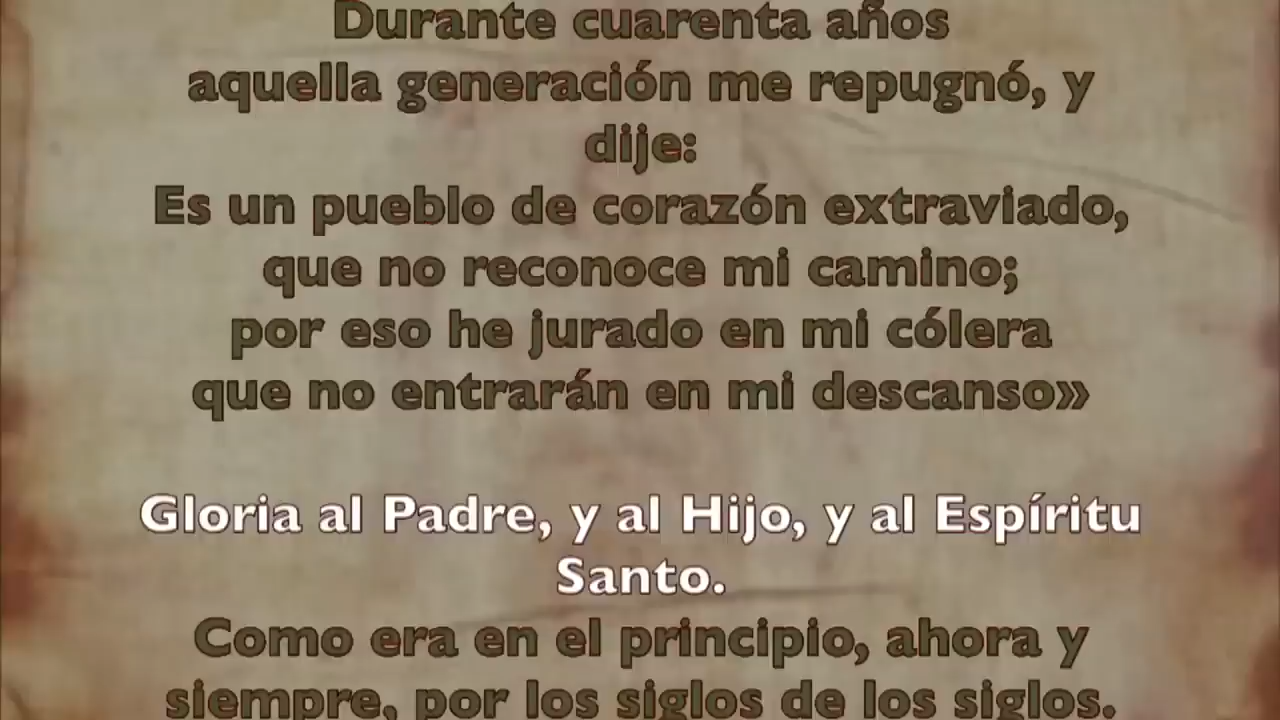 Durante cuarenta años
aquella generación me repugnó, y
dije:
Es un pueblo de corazón extraviado,
que no reconoce mi camino;
por eso he jurado en mi cólera
que no entrarán en mi descanso»
Gloria al Padre, y al Hijo, y al Espíritu
Santo.
Como era en el principio, ahora y
siempre, por los siglos de los siglos.